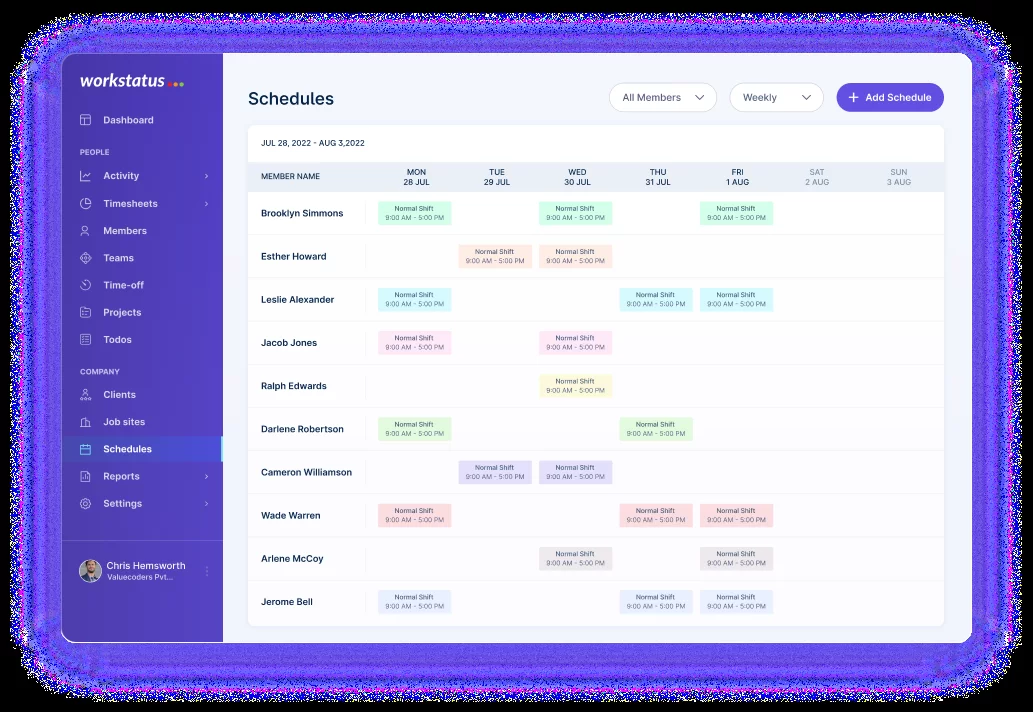 workstatus
Dashboard
PEOPLE
Activity
Timesheets
Members
Teams
Time-off
Projects
Todos
COMPANY
Clients
Job sites
Schedules
Reports
Settings
Chris Hemsworth
Valuecoders Pvt...
Schedules
All Members
Weekly
+ Add Schedule
JUL 28, 2022 - AUG 3,2022
MEMBER NAME MON TUE WED THU FRI SAT SUN
28 JUL 29 JUL 30 JUL 31 JUL 1 AUG 2 AUG 3 AUG
Brooklyn Simmons
Normal Shift Normal Shift Normal Shift
9:00 AM - 5:00 PM 9:00 AM - 5:00 PM 9:00 AM - 5:00 PM
Esther Howard
Normal Shift Normal Shift
9:00 AM - 5:00 PM 9:00 AM - 5:00 PM
Leslie Alexander
Normal Shift Normal Shift Normal Shift
9:00 AM - 5:00 PM 9:00 AM - 5:00 PM 9:00 AM - 5:00 PM
Jacob Jones
Normal Shift Normal Shift
9:00 AM - 5:00 PM 9:00 AM - 5:00 PM
Ralph Edwards
Normal Shift
9:00 AM - 5:00 PM
Darlene Robertson
Normal Shift Normal Shift
9:00 AM - 5:00 PM 9:00 AM - 5:00 PM
Cameron Williamson
Normal Shift Normal Shift
9:00 AM - 5:00 PM 9:00 AM - 5:00 PM
Wade Warren
Normal Shift Normal Shift Normal Shift
9:00 AM - 5:00 PM 9:00 AM - 5:00 PM 9:00 AM - 5:00 PM
Arlene McCoy
Normal Shift Normal Shift
9:00 AM - 5:00 PM 9:00 AM - 5:00 PM
Jerome Bell
Normal Shift Normal Shift Normal Shift
9:00 AM - 5:00 PM 9:00 AM - 5:00 PM 9:00 AM - 5:00 PM